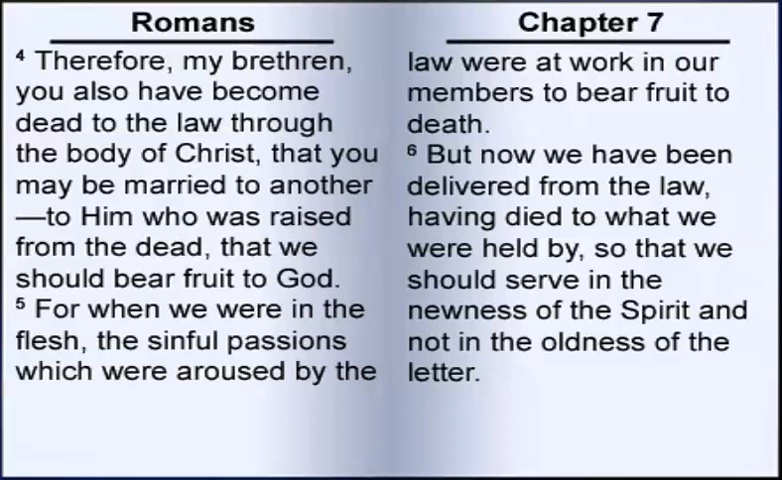 Romans
⁴ Therefore, my brethren,
you also have become
dead to the law through
the body of Christ, that you
may be married to another
—to Him who was raised
from the dead, that we
should bear fruit to God.
⁵ For when we were in the
flesh, the sinful passions
which were aroused by the
Chapter 7
law were at work in our
members to bear fruit to
death.
⁶ But now we have been
delivered from the law,
having died to what we
were held by, so that we
should serve in the
newness of the Spirit and
not in the oldness of the
letter.